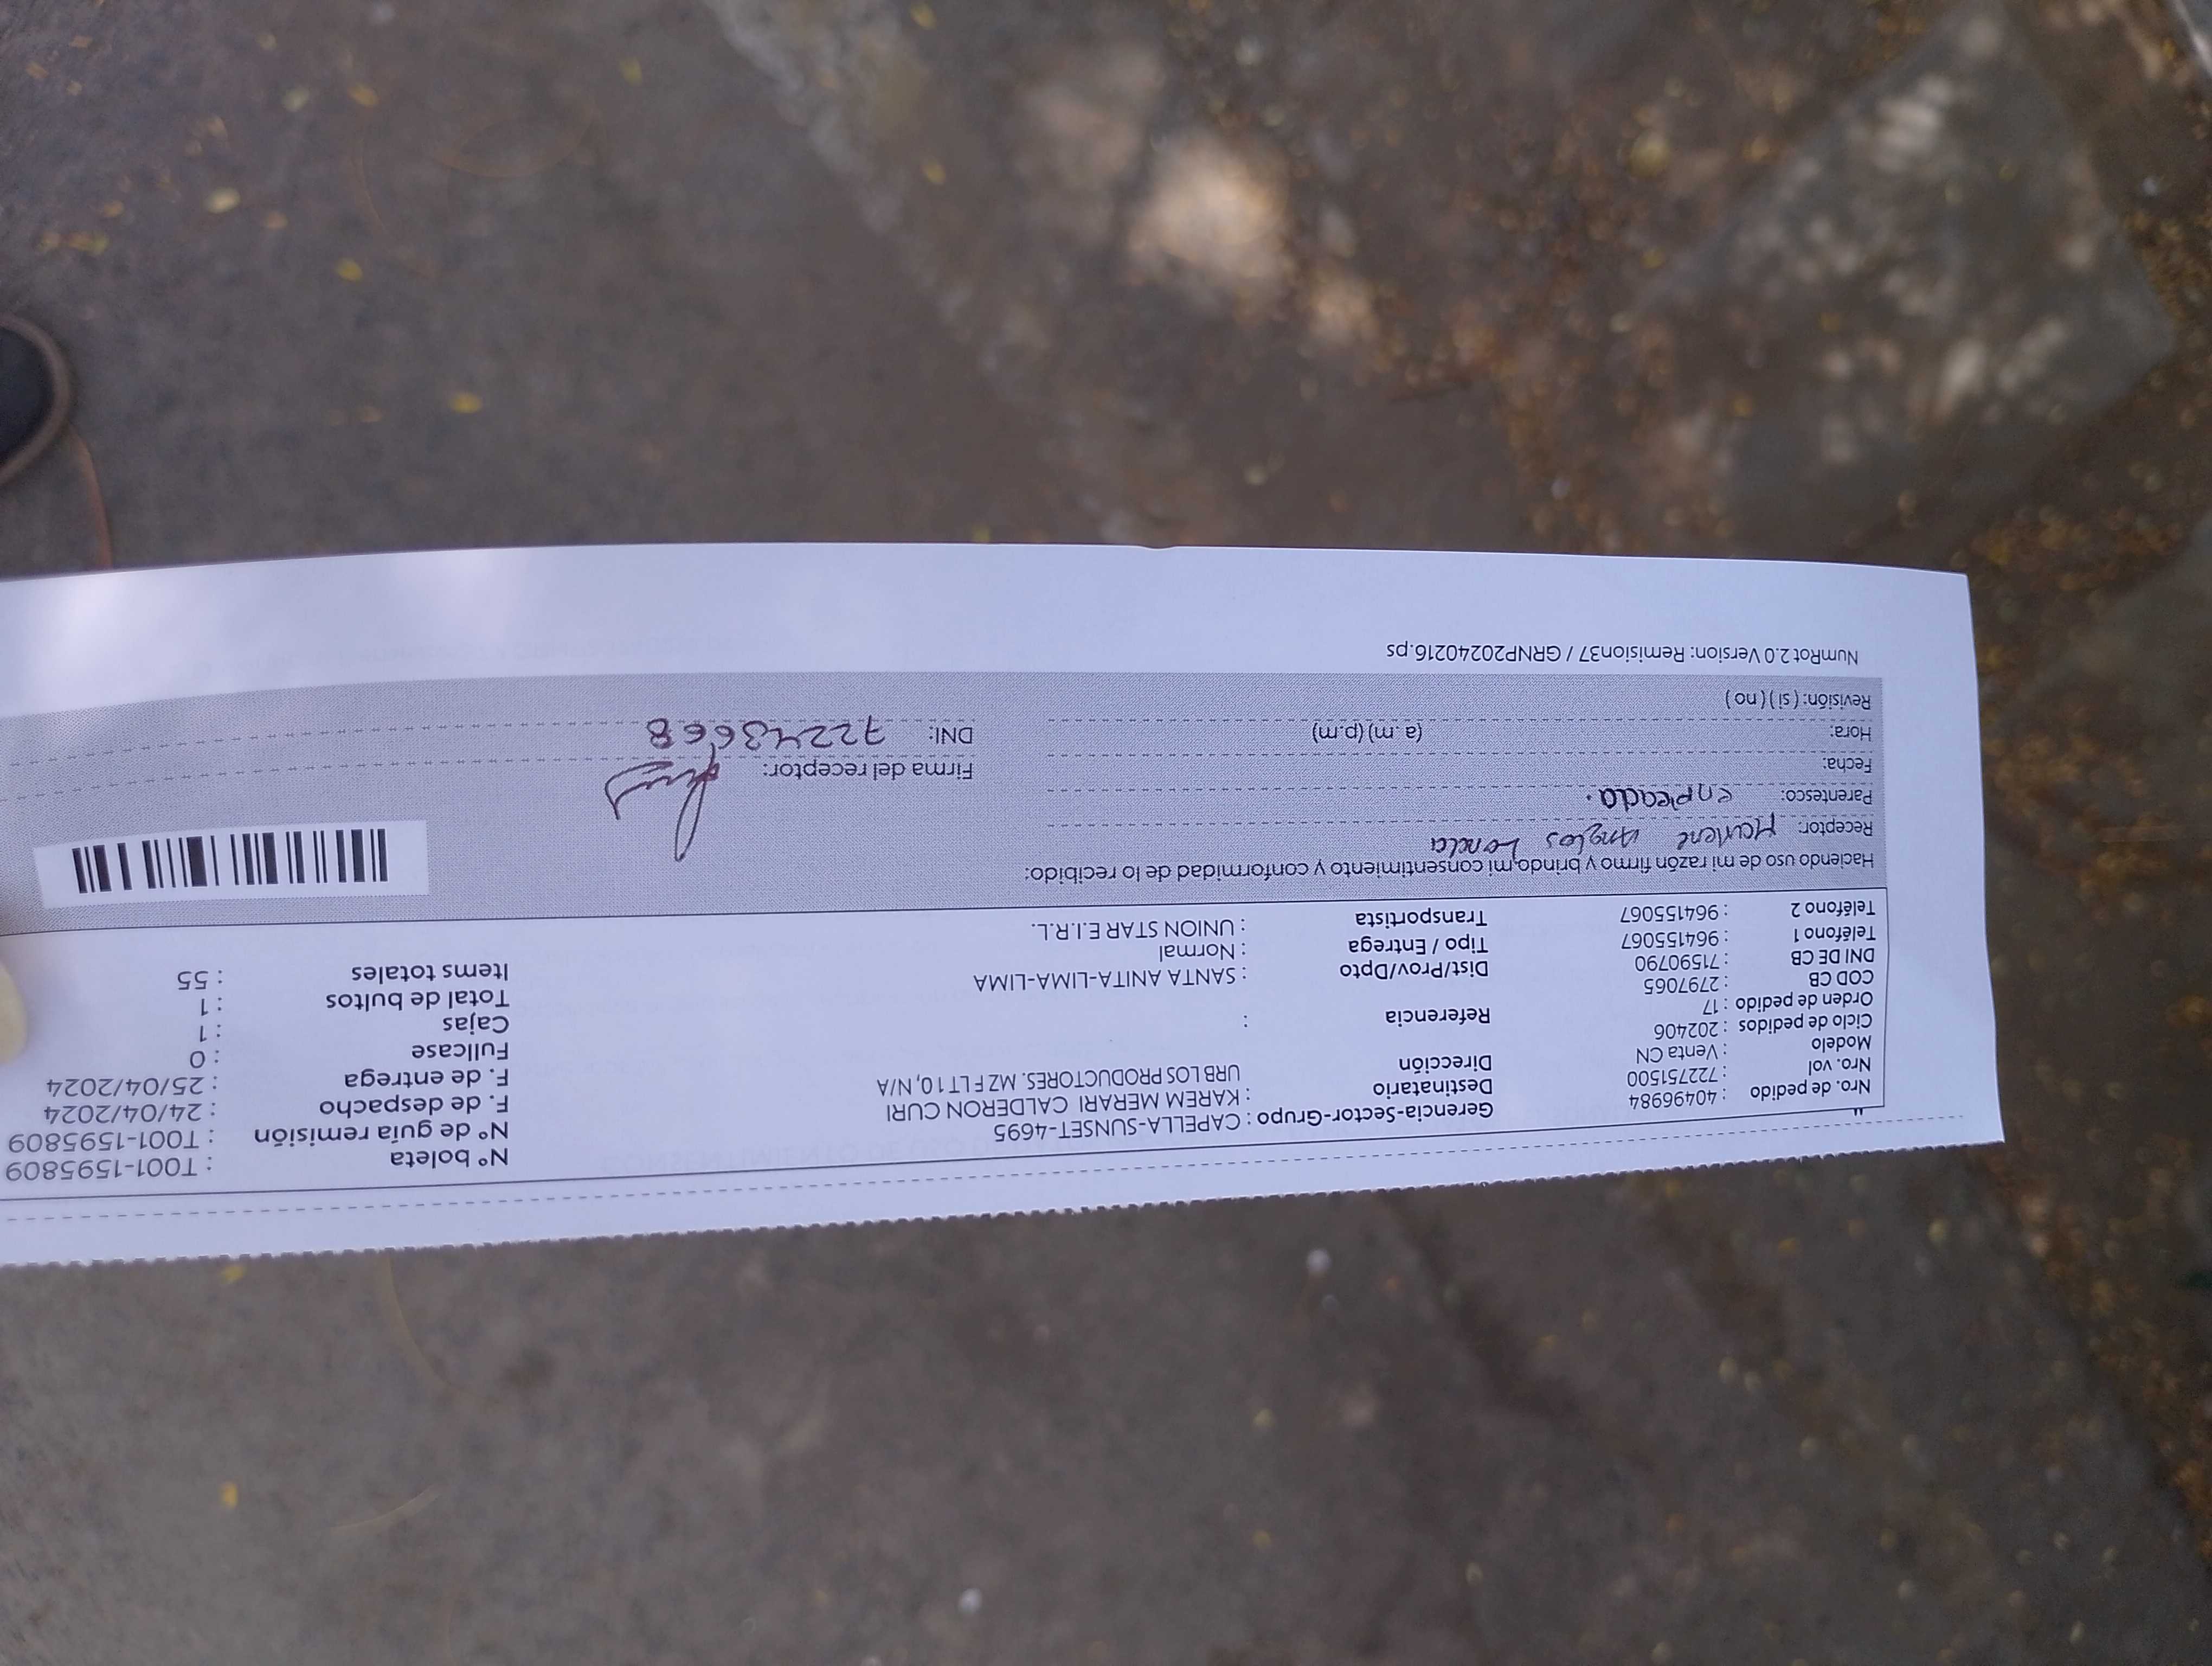 Nro. de pedido : 40496984
Nro. vol : 722751500
Modelo : Venta CN
Ciclo de pedidos : 202406
Orden de pedido : 17
COD CB : 2797065
DNI DE CB : 71590790
Teléfono 1 : 964155067
Teléfono 2 : 964155067
Gerencia-Sector-Grupo : CAPELLA-SUNSET-4695
Destinatario : KAREM MERARI CALDERON CURI
Dirección URB LOS PRODUCTORES. MZ F LT 10, N/A
Referencia :
Dist/Prov/Dpto : SANTA ANITA-LIMA-LIMA
Tipo / Entrega : Normal
Transportista : UNION STAR E.I.R.L.
Nº boleta : T001-1595809
Nº de guía remisión : T001-1595809
F. de despacho : 24/04/2024
F. de entrega : 25/04/2024
Fullcase : 0
Cajas : 1
Total de bultos : 1
Items totales : 55
Haciendo uso de mi razón firmo y brindo mi consentimiento y conformidad de lo recibido:
Receptor: Marlene Londa
Parentesco: enpleada.
Fecha:
Hora: (a. m) (p.m)
Revisión: ( si ) ( no )
Firma del receptor:
DNI: 72243668
NumRot 2.0 Version: Remision37 / GRNP20240216.ps